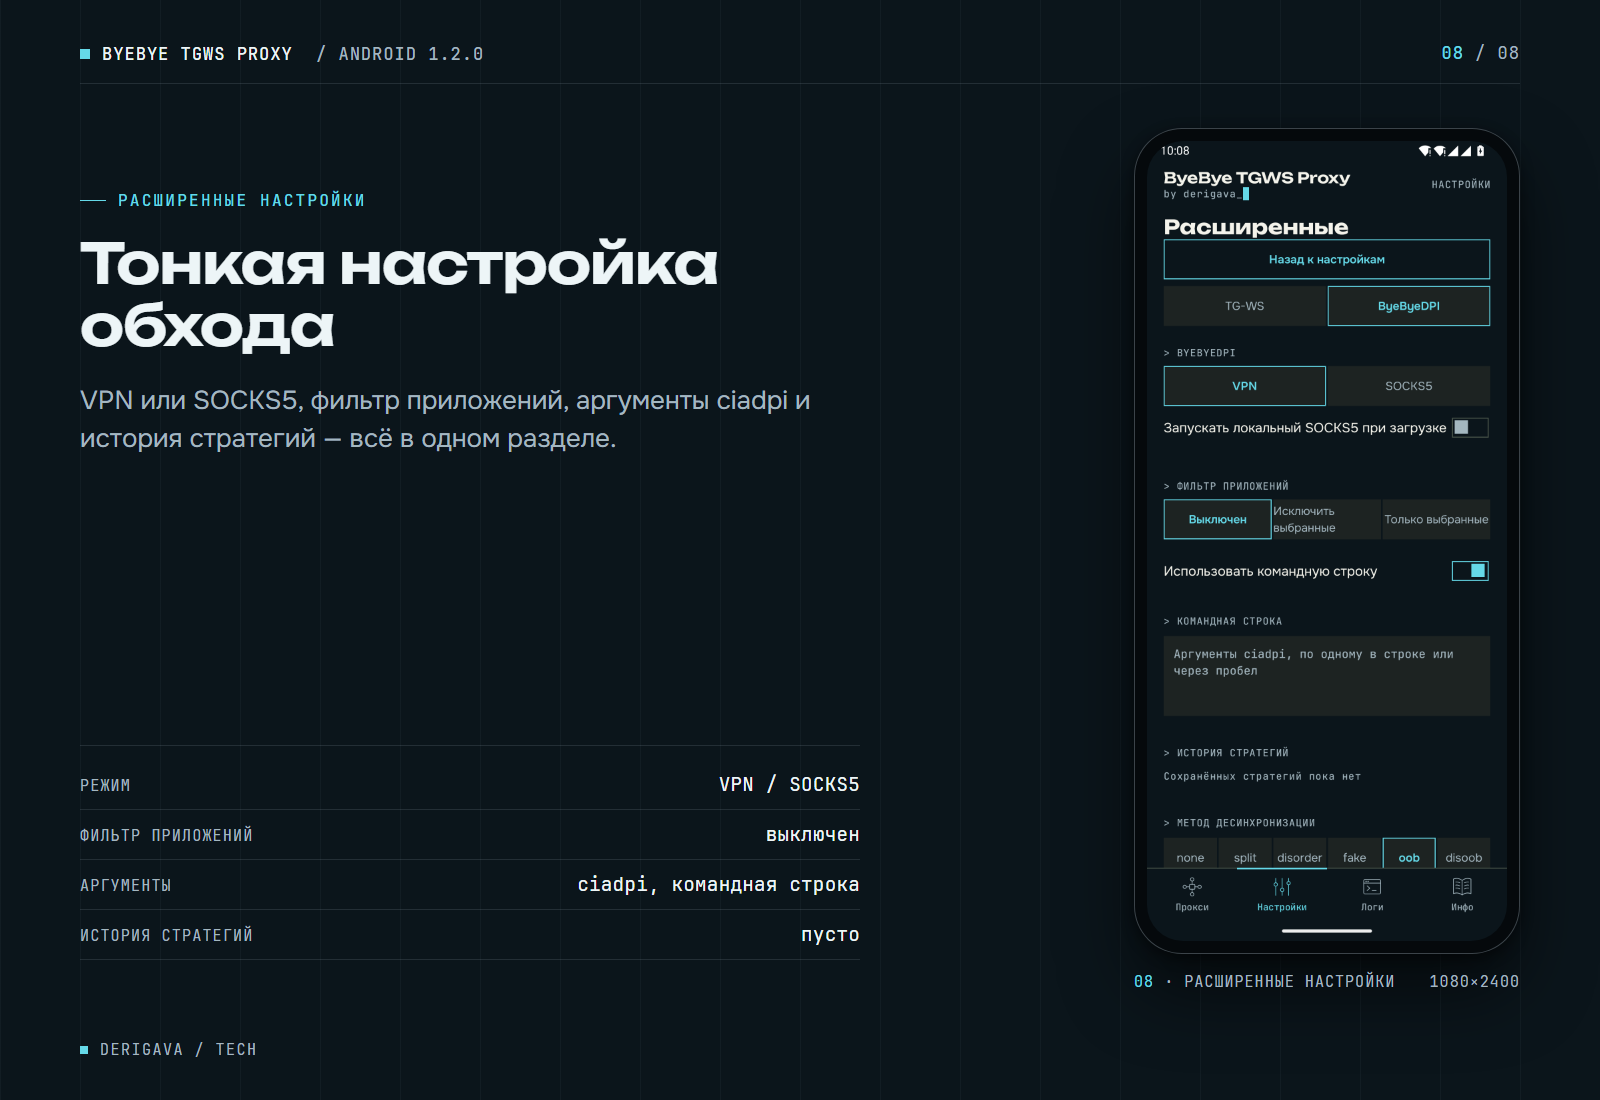 BYEBYE TGWS PROXY / ANDROID 1.2.0
08 / 08
РАСШИРЕННЫЕ НАСТРОЙКИ
Тонкая настройка
обхода
VPN или SOCKS5, фильтр приложений, аргументы ciadpi и
история стратегий — всё в одном разделе.
РЕЖИМ VPN / SOCKS5
ФИЛЬТР ПРИЛОЖЕНИЙ выключен
АРГУМЕНТЫ ciadpi, командная строка
ИСТОРИЯ СТРАТЕГИЙ пусто
DERIGAVA / TECH
10:08
ByeBye TGWS Proxy
by derigava_
НАСТРОЙКИ
Расширенные
Назад к настройкам
TG-WS ByeByeDPI
> BYEBYEDPI
VPN SOCKS5
Запускать локальный SOCKS5 при загрузке
> ФИЛЬТР ПРИЛОЖЕНИЙ
Выключен
Исключить
выбранные
Только выбранные
Использовать командную строку
> КОМАНДНАЯ СТРОКА
Аргументы ciadpi, по одному в строке или
через пробел
> ИСТОРИЯ СТРАТЕГИЙ
Сохранённых стратегий пока нет
> МЕТОД ДЕСИНХРОНИЗАЦИИ
none split disorder fake oob disoob
Прокси Настройки Логи Инфо
08 · РАСШИРЕННЫЕ НАСТРОЙКИ 1080×2400